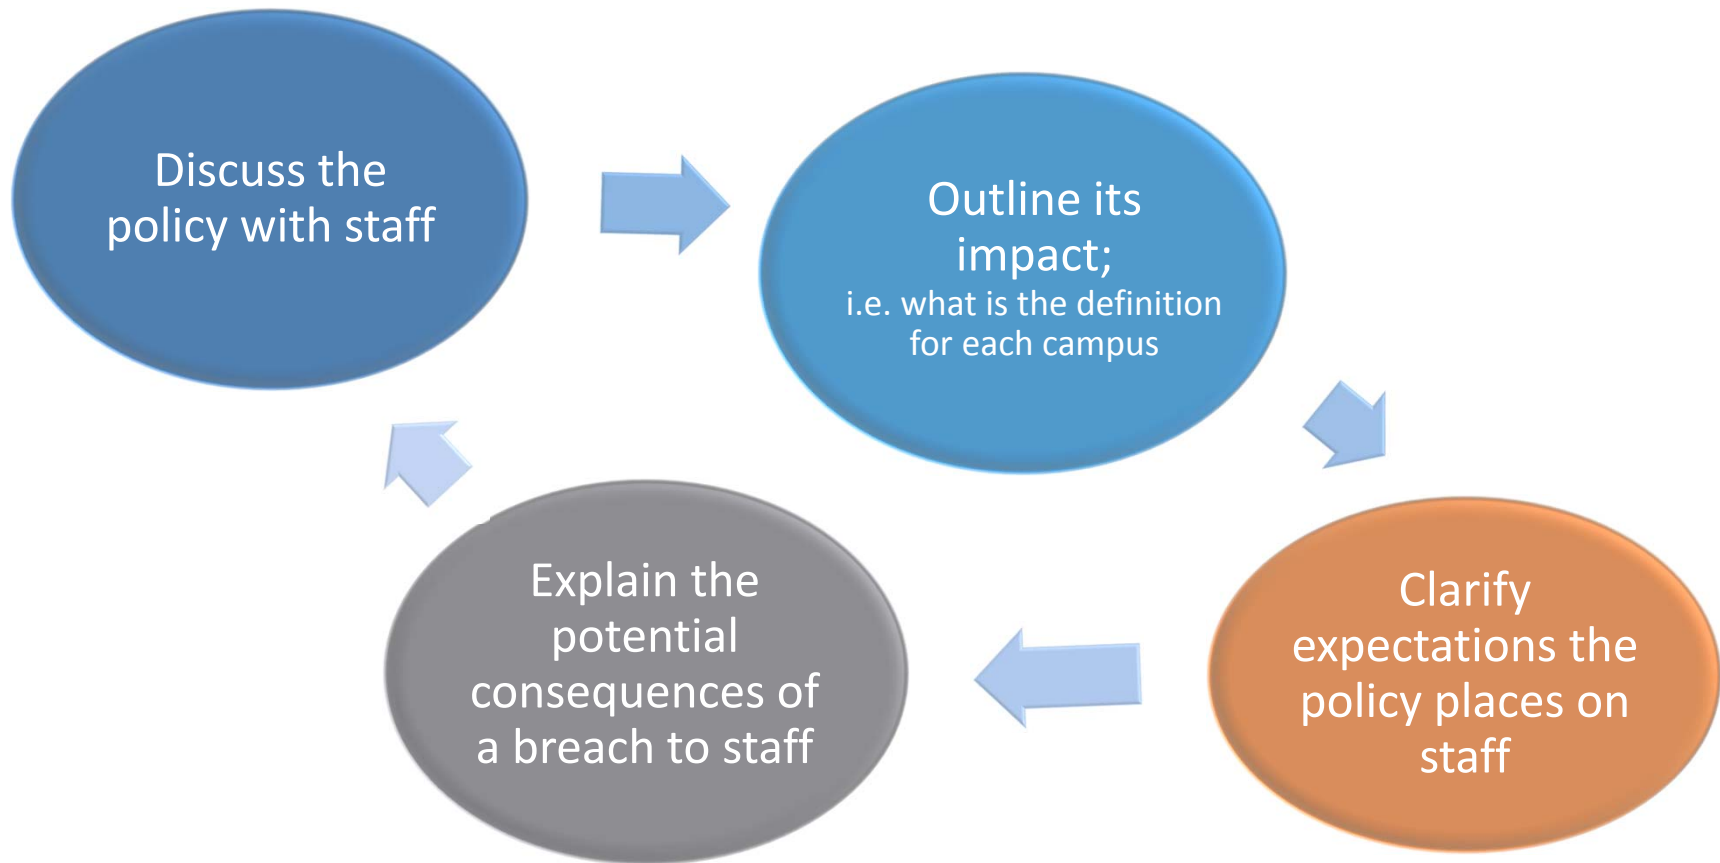 Discuss the
policy with staff
Outline its
impact;
i.e. what is the definition
for each campus
Clarify
expectations the
policy places on
staff
Explain the
potential
consequences of
a breach to staff